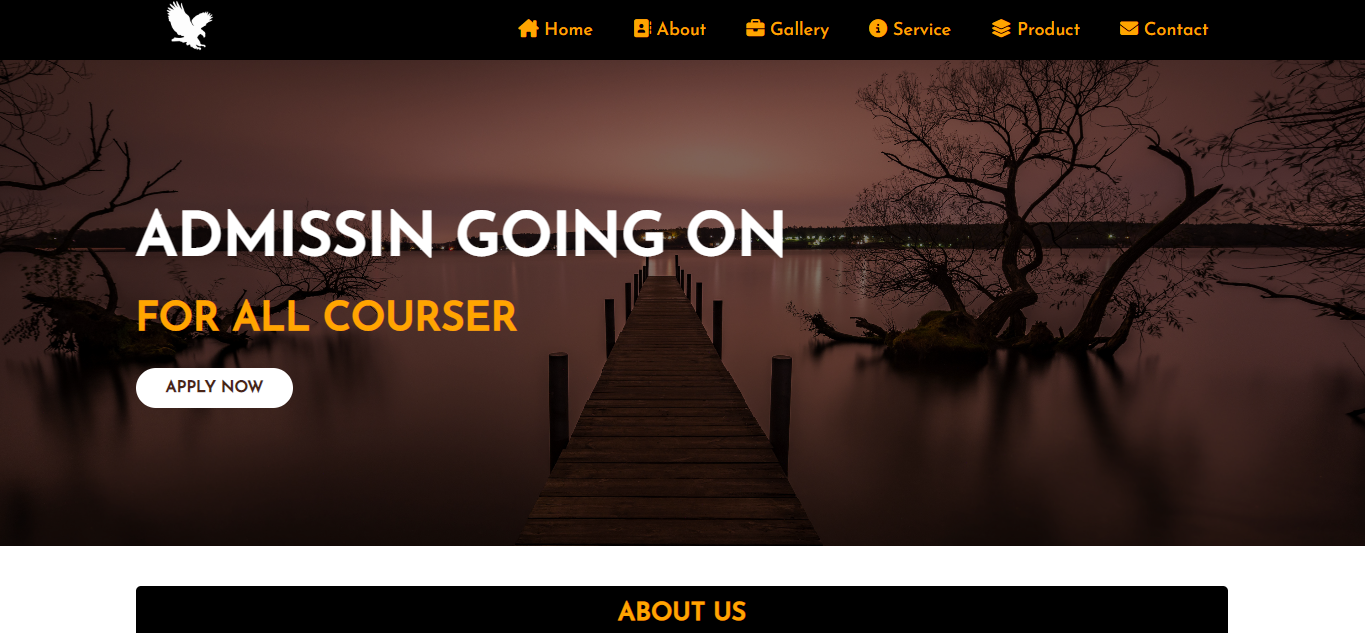 Home About Gallery Service Product Contact
ADMISSIN GOING ON
FOR ALL COURSER
APPLY NOW
ABOUT US